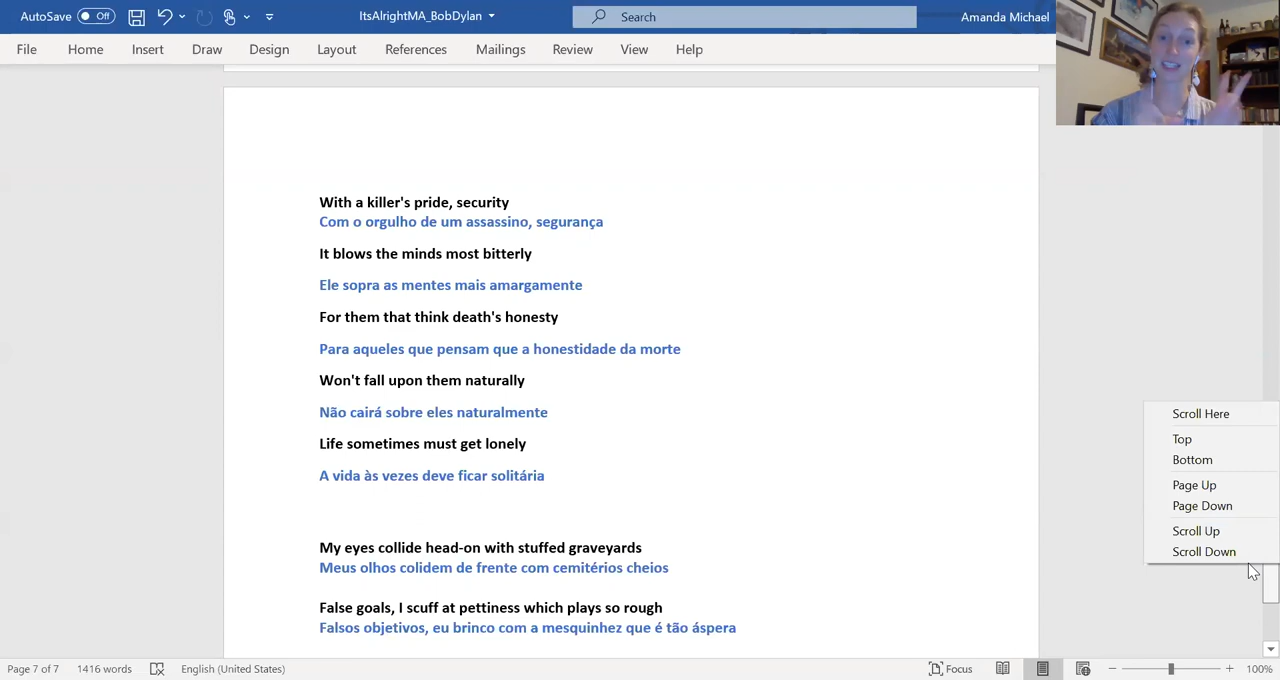 AutoSave Off ItsAlrightMA_BobDylan Search Amanda Michael
File Home Insert Draw Design Layout References Mailings Review View Help
With a killer's pride, security
Com o orgulho de um assassino, segurança
It blows the minds most bitterly
Ele sopra as mentes mais amargamente
For them that think death's honesty
Para aqueles que pensam que a honestidade da morte
Won't fall upon them naturally
Não cairá sobre eles naturalmente
Life sometimes must get lonely
A vida às vezes deve ficar solitária
My eyes collide head-on with stuffed graveyards
Meus olhos colidem de frente com cemitérios cheios
False goals, I scuff at pettiness which plays so rough
Falsos objetivos, eu brinco com a mesquinhez que é tão áspera
Scroll Here
Top
Bottom
Page Up
Page Down
Scroll Up
Scroll Down
Page 7 of 7 1416 words English (United States) Focus 100%